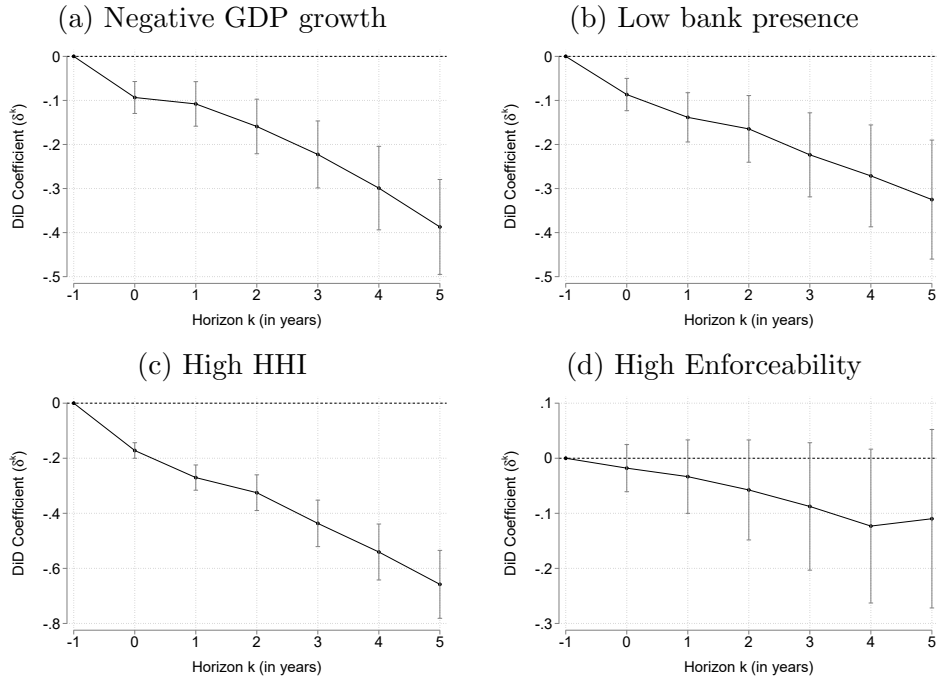 (a) Negative GDP growth
0
-.1
-.2
-.3
-.4
-.5
DiD Coefficient (δᵏ)
-1 0 1 2 3 4 5
Horizon k (in years)
(b) Low bank presence
0
-.1
-.2
-.3
-.4
-.5
DiD Coefficient (δᵏ)
-1 0 1 2 3 4 5
Horizon k (in years)
(c) High HHI
0
-.2
-.4
-.6
-.8
DiD Coefficient (δᵏ)
-1 0 1 2 3 4 5
Horizon k (in years)
(d) High Enforceability
.1
0
-.1
-.2
-.3
DiD Coefficient (δᵏ)
-1 0 1 2 3 4 5
Horizon k (in years)